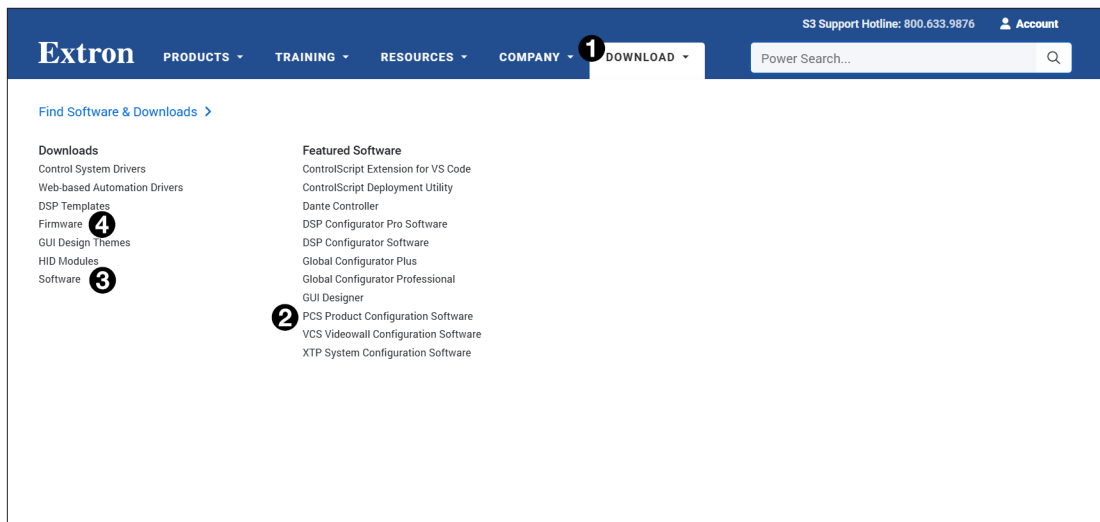 S3 Support Hotline: 800.633.9876 Account
Extron PRODUCTS TRAINING RESOURCES COMPANY 1 DOWNLOAD Power Search...
Find Software & Downloads
Downloads
Control System Drivers
Web-based Automation Drivers
DSP Templates
Firmware 4
GUI Design Themes
HID Modules
Software 3
Featured Software
ControlScript Extension for VS Code
ControlScript Deployment Utility
Dante Controller
DSP Configurator Pro Software
DSP Configurator Software
Global Configurator Plus
Global Configurator Professional
GUI Designer
2 PCS Product Configuration Software
VCS Videowall Configuration Software
XTP System Configuration Software